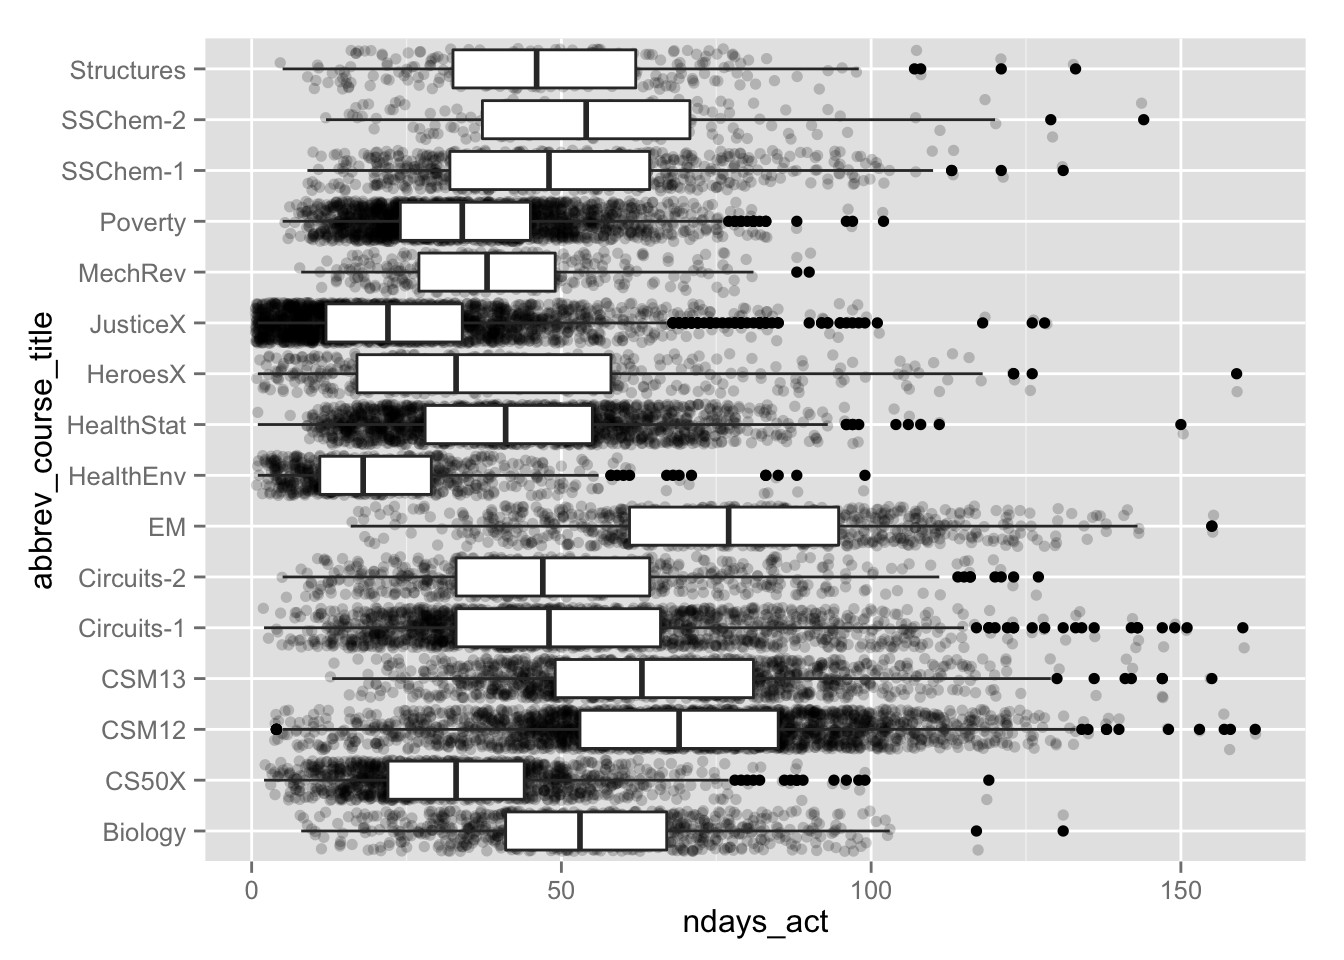 Structures
SSChem-2
SSChem-1
Poverty
MechRev
JusticeX
HeroesX
HealthStat
HealthEnv
EM
Circuits-2
Circuits-1
CSM13
CSM12
CS50X
Biology
abbrev_course_title
0 50 100 150
ndays_act